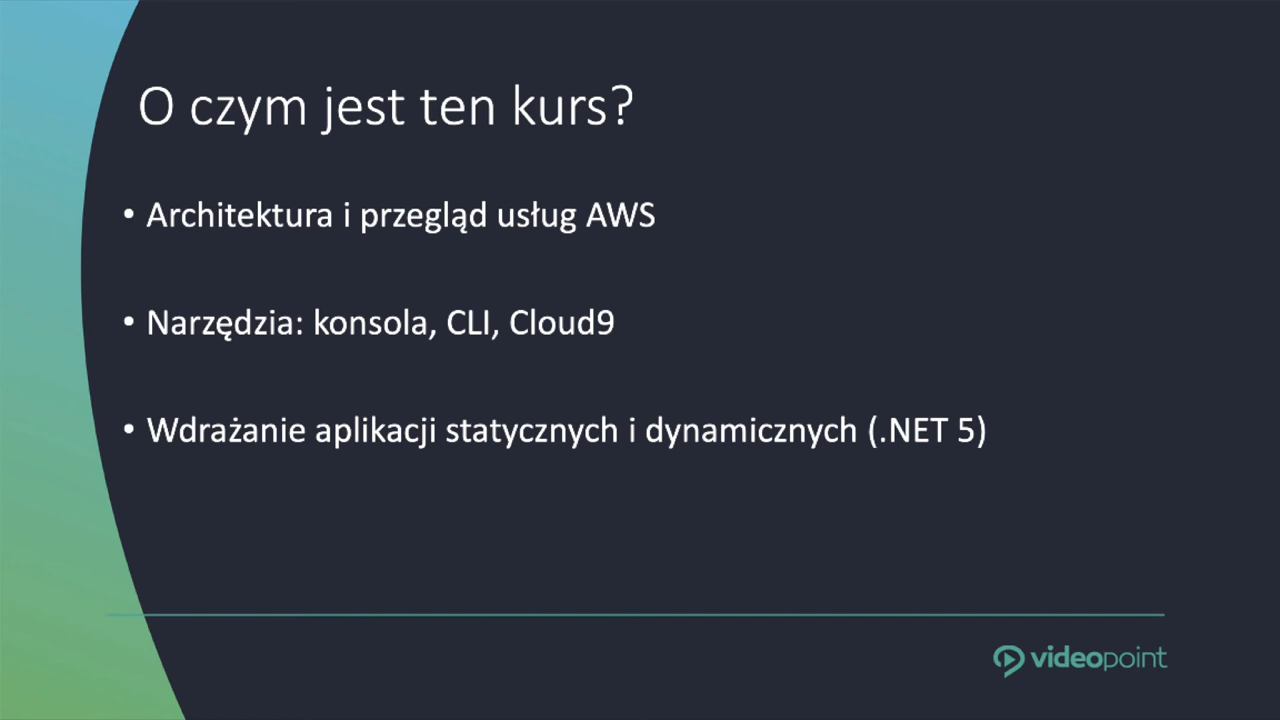 O czym jest ten kurs?
• Architektura i przegląd usług AWS
• Narzędzia: konsola, CLI, Cloud9
• Wdrażanie aplikacji statycznych i dynamicznych (.NET 5)
videopoint